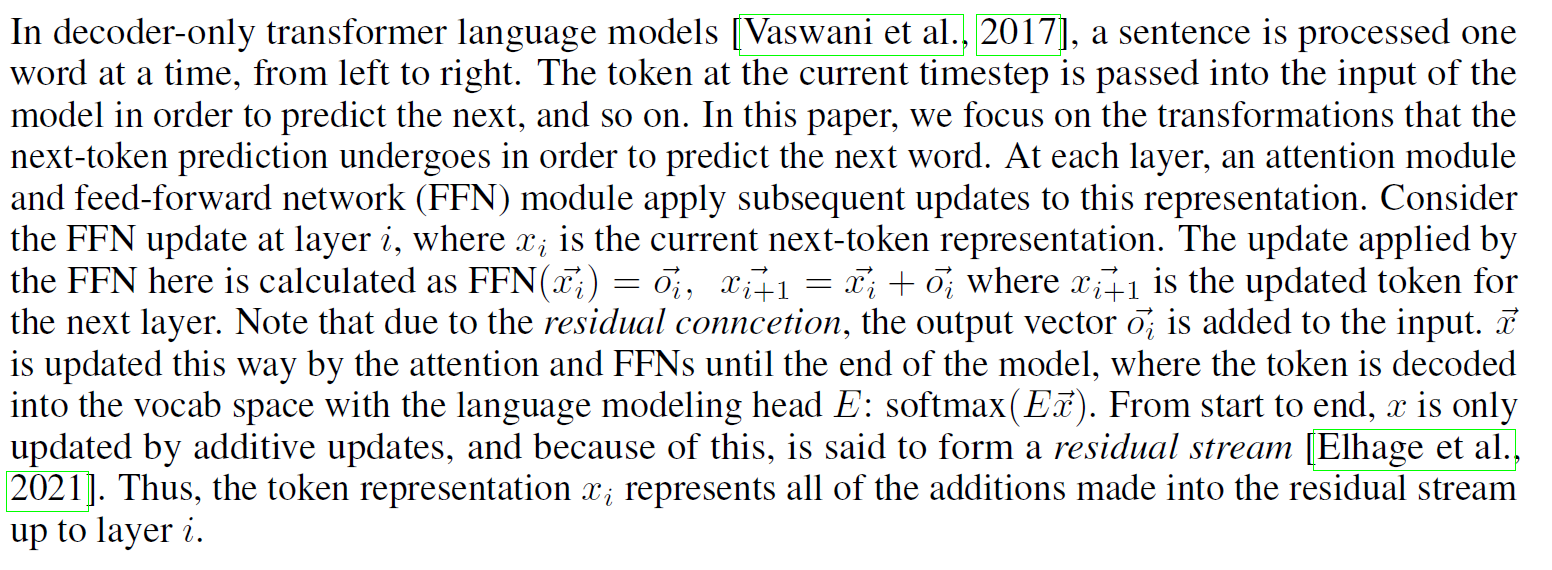 In decoder-only transformer language models [Vaswani et al., 2017], a sentence is processed one
word at a time, from left to right. The token at the current timestep is passed into the input of the
model in order to predict the next, and so on. In this paper, we focus on the transformations that the
next-token prediction undergoes in order to predict the next word. At each layer, an attention module
and feed-forward network (FFN) module apply subsequent updates to this representation. Consider
the FFN update at layer $i$, where $x_i$ is the current next-token representation. The update applied by
the FFN here is calculated as $\text{FFN}(\vec{x_i}) = \vec{o_i}, \; \vec{x_{i+1}} = \vec{x_i} + \vec{o_i}$ where $\vec{x_{i+1}}$ is the updated token for
the next layer. Note that due to the residual conncetion, the output vector $\vec{o_i}$ is added to the input. $\vec{x}$
is updated this way by the attention and FFNs until the end of the model, where the token is decoded
into the vocab space with the language modeling head $E$: $\text{softmax}(E\vec{x})$. From start to end, $x$ is only
updated by additive updates, and because of this, is said to form a residual stream [Elhage et al.,
2021]. Thus, the token representation $x_i$ represents all of the additions made into the residual stream
up to layer $i$.